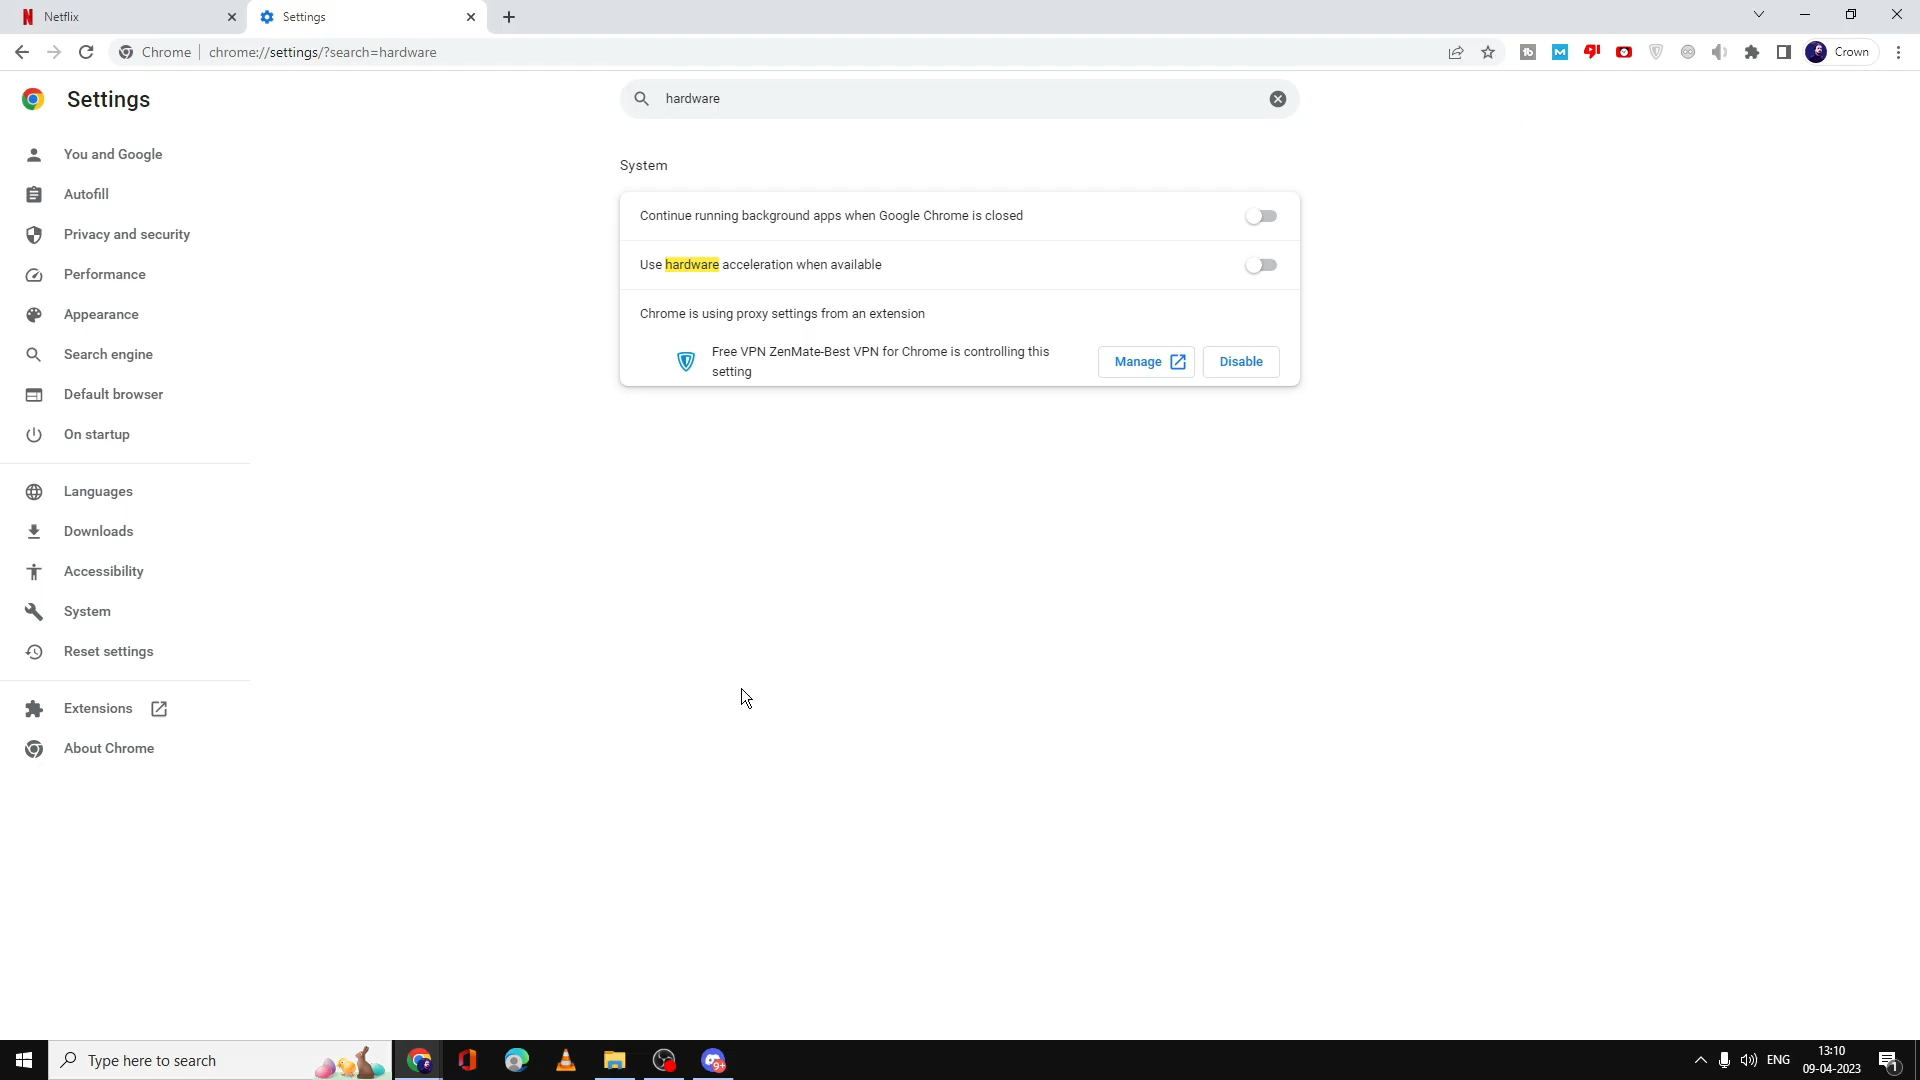 Netflix
Settings
Chrome
chrome://settings/?search=hardware
Crown
Settings
hardware
You and Google
Autofill
Privacy and security
Performance
Appearance
Search engine
Default browser
On startup
Languages
Downloads
Accessibility
System
Reset settings
Extensions
About Chrome
System
Continue running background apps when Google Chrome is closed
Use hardware acceleration when available
Chrome is using proxy settings from an extension
Free VPN ZenMate-Best VPN for Chrome is controlling this
setting
Manage
Disable
Type here to search
9+
ENG
13:10
09-04-2023
1